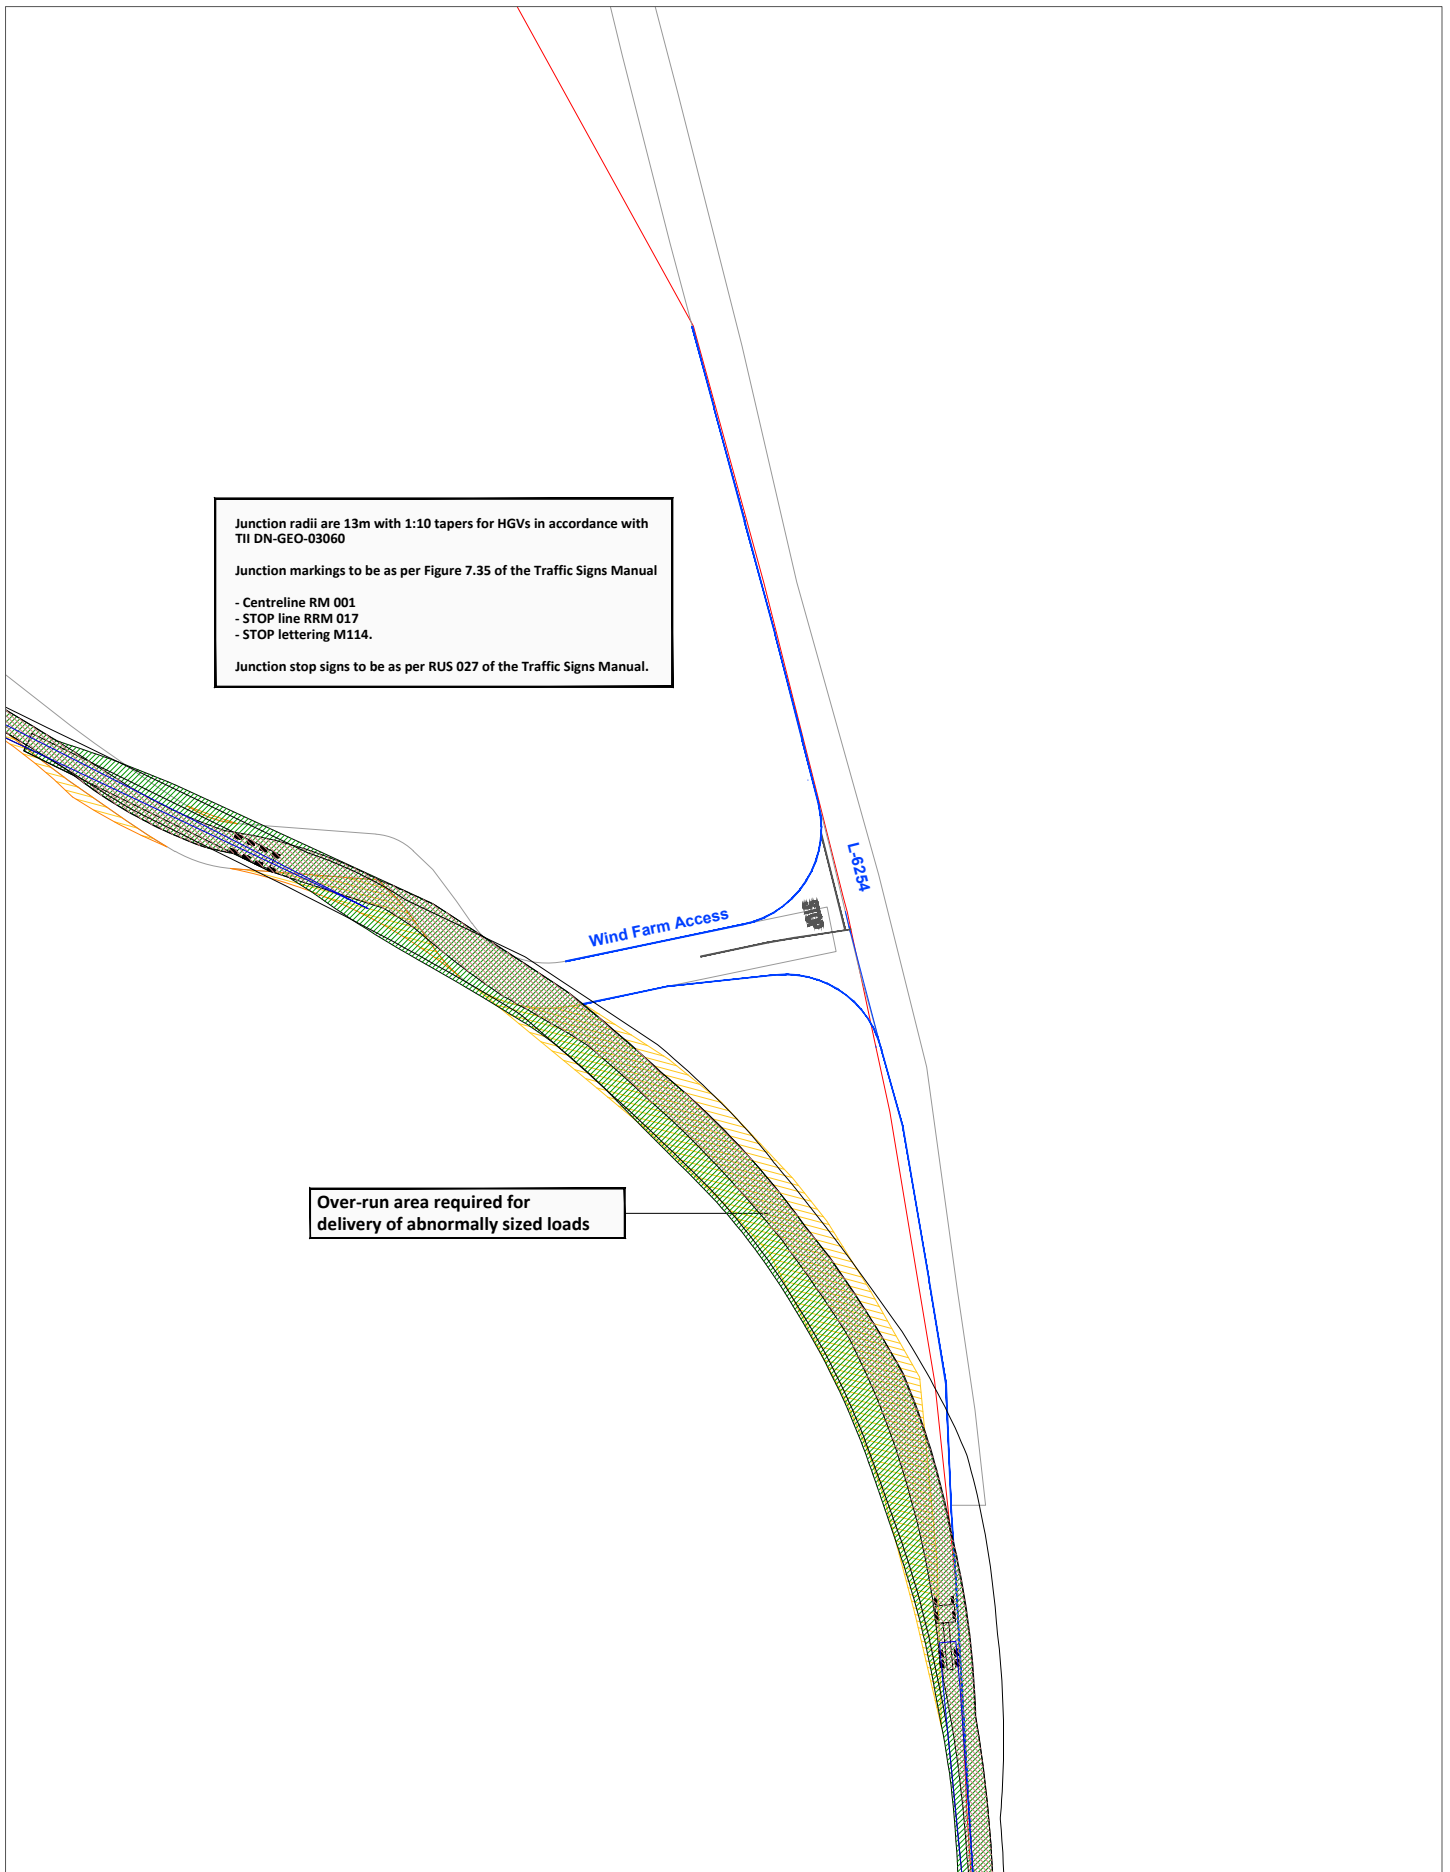 Junction radii are 13m with 1:10 tapers for HGVs in accordance with
TII DN-GEO-03060
Junction markings to be as per Figure 7.35 of the Traffic Signs Manual
- Centreline RM 001
- STOP line RRM 017
- STOP lettering M114.
Junction stop signs to be as per RUS 027 of the Traffic Signs Manual.
L-6254
STOP
Wind Farm Access
Over-run area required for
delivery of abnormally sized loads